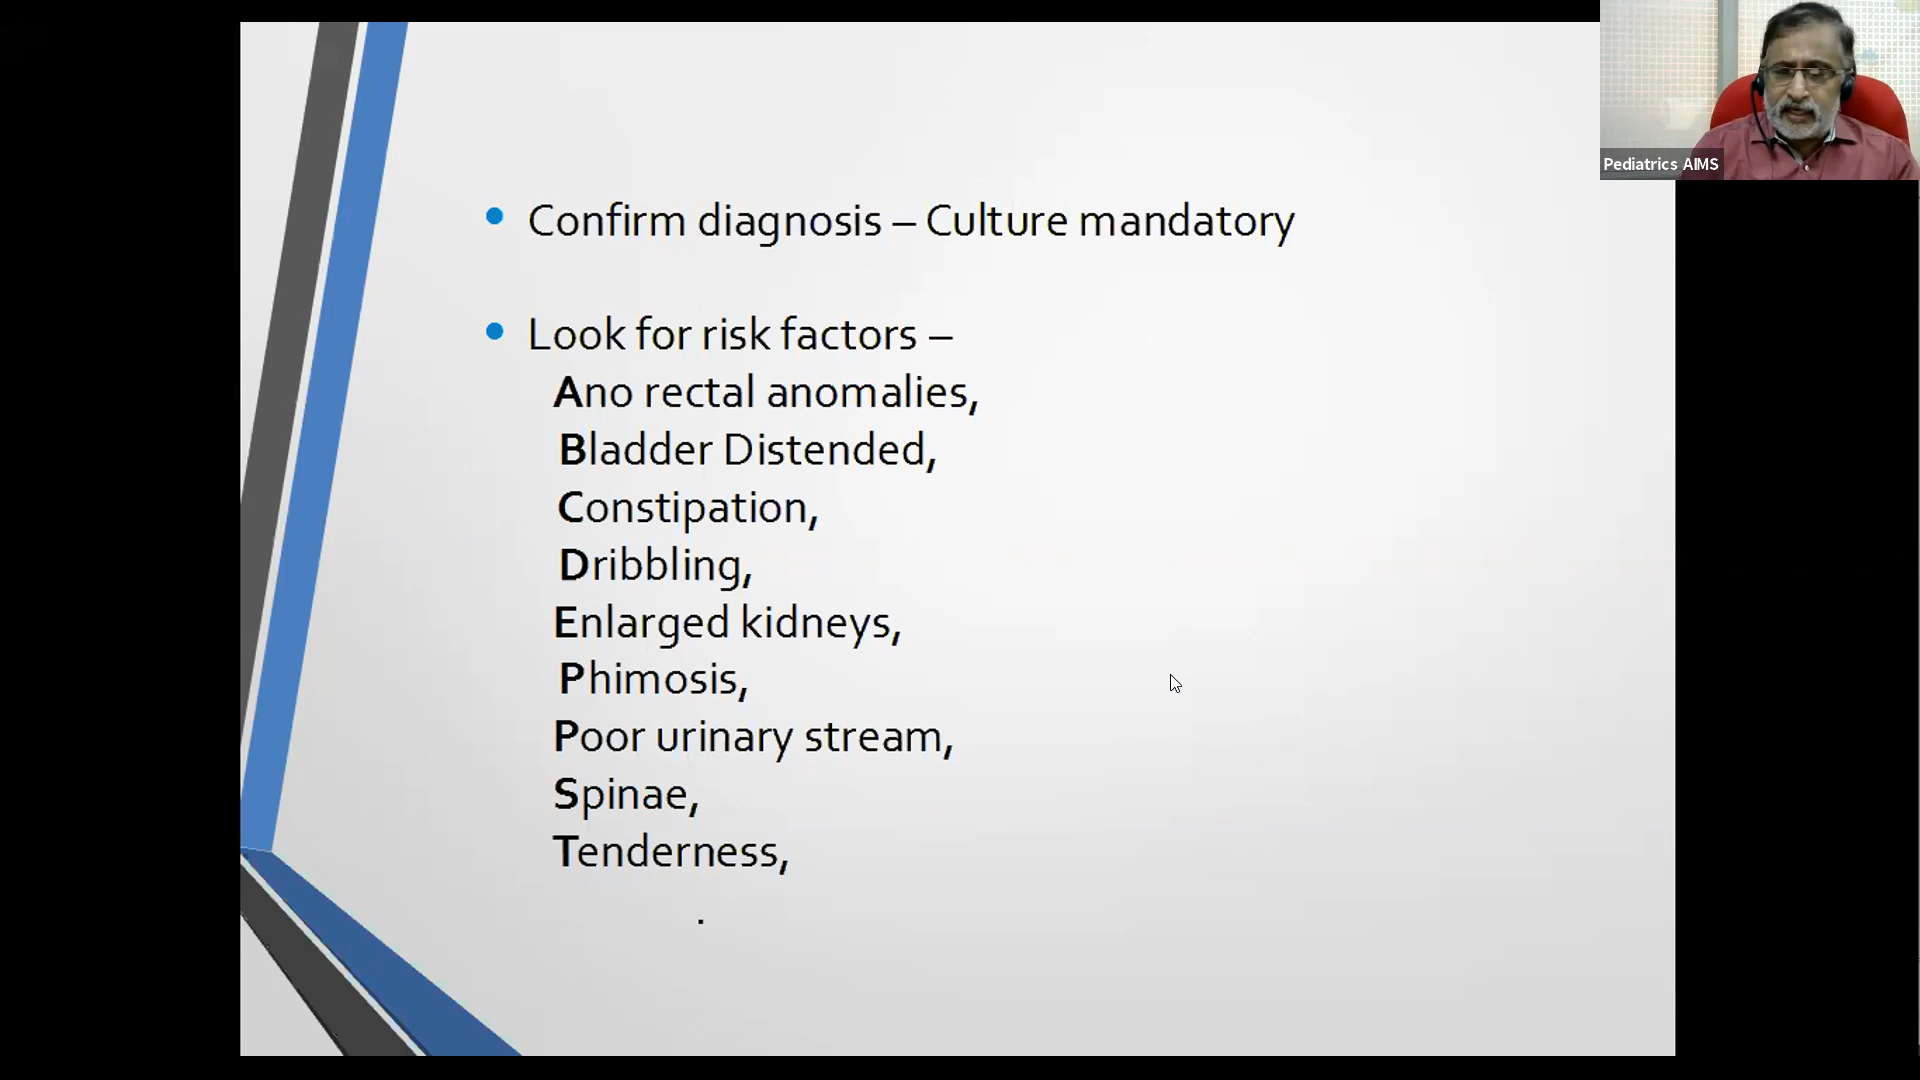 Pediatrics AIMS
• Confirm diagnosis – Culture mandatory
• Look for risk factors –
Ano rectal anomalies,
Bladder Distended,
Constipation,
Dribbling,
Enlarged kidneys,
Phimosis,
Poor urinary stream,
Spinae,
Tenderness,
.